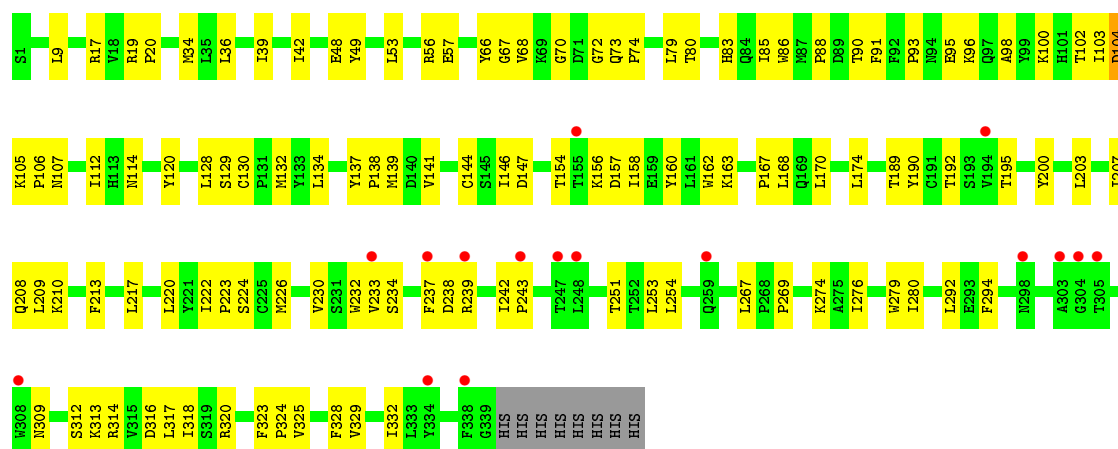 S1 L9 R17 V18 R19 P20 M34 L35 L36 I39 I42 E48 Y49 L53 R56 E57 Y66 G67 V68 K69 G70 D71 G72 Q73 P74 L79 T80 H83 Q84 I85 W86 M87 P88 D89 T90 F91 F92 P93 N94 E95 K96 Q97 A98 Y99 K100 H101 T102 I103 D104
K105 P106 N107 I112 H113 N114 Y120 L128 S129 C130 P131 M132 Y133 L134 Y137 P138 M139 D140 V141 C144 S145 I146 D147 T154 T155 K156 D157 I158 E159 Y160 L161 W162 K163 P167 L168 Q169 L170 L174 T189 Y190 C191 T192 S193 V194 T195 Y200 L203 I207
Q208 L209 K210 F213 L217 L220 Y221 I222 P223 S224 C225 M226 V230 S231 W232 V233 S234 F237 D238 R239 I242 P243 T247 L248 T251 T252 L253 L254 Q259 L267 P268 P269 K274 A275 I276 W279 I280 L292 E293 F294 N298 A303 G304 T305
W308 N309 S312 K313 R314 V315 D316 L317 I318 S319 R320 F323 P324 V325 F328 V329 I332 L333 Y334 F338 G339 HIS HIS HIS HIS HIS HIS HIS HIS